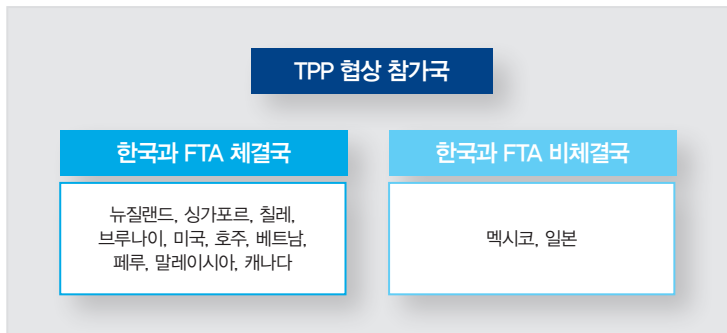 TPP 협상 참가국
한국과 FTA 체결국
뉴질랜드, 싱가포르, 칠레,
브루나이, 미국, 호주, 베트남,
페루, 말레이시아, 캐나다
한국과 FTA 비체결국
멕시코, 일본